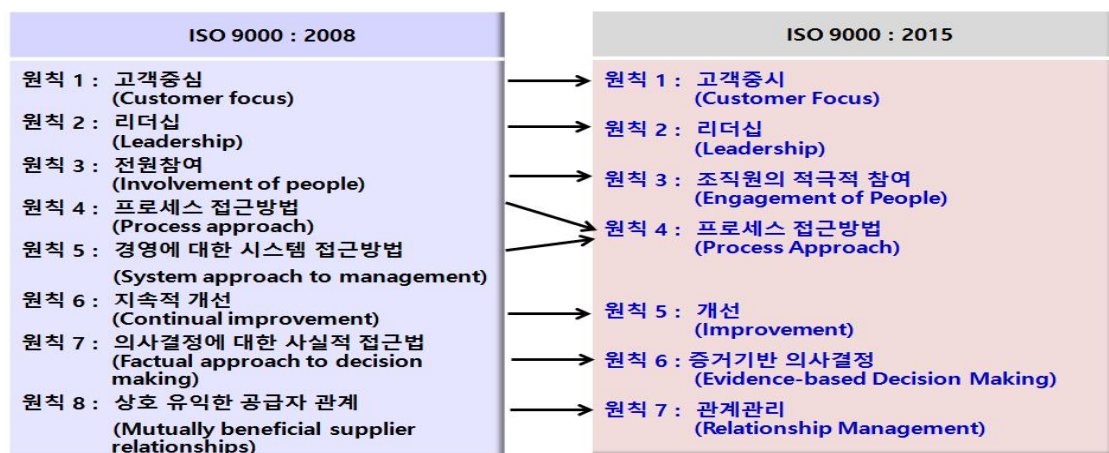 ISO 9000 : 2008
원칙 1 : 고객중심
(Customer focus)
원칙 2 : 리더십
(Leadership)
원칙 3 : 전원참여
(Involvement of people)
원칙 4 : 프로세스 접근방법
(Process approach)
원칙 5 : 경영에 대한 시스템 접근방법
(System approach to management)
원칙 6 : 지속적 개선
(Continual improvement)
원칙 7 : 의사결정에 대한 사실적 접근법
(Factual approach to decision
making)
원칙 8 : 상호 유익한 공급자 관계
(Mutually beneficial supplier
relationships)
ISO 9000 : 2015
원칙 1 : 고객중시
(Customer Focus)
원칙 2 : 리더십
(Leadership)
원칙 3 : 조직원의 적극적 참여
(Engagement of People)
원칙 4 : 프로세스 접근방법
(Process Approach)
원칙 5 : 개선
(Improvement)
원칙 6 : 증거기반 의사결정
(Evidence-based Decision Making)
원칙 7 : 관계관리
(Relationship Management)